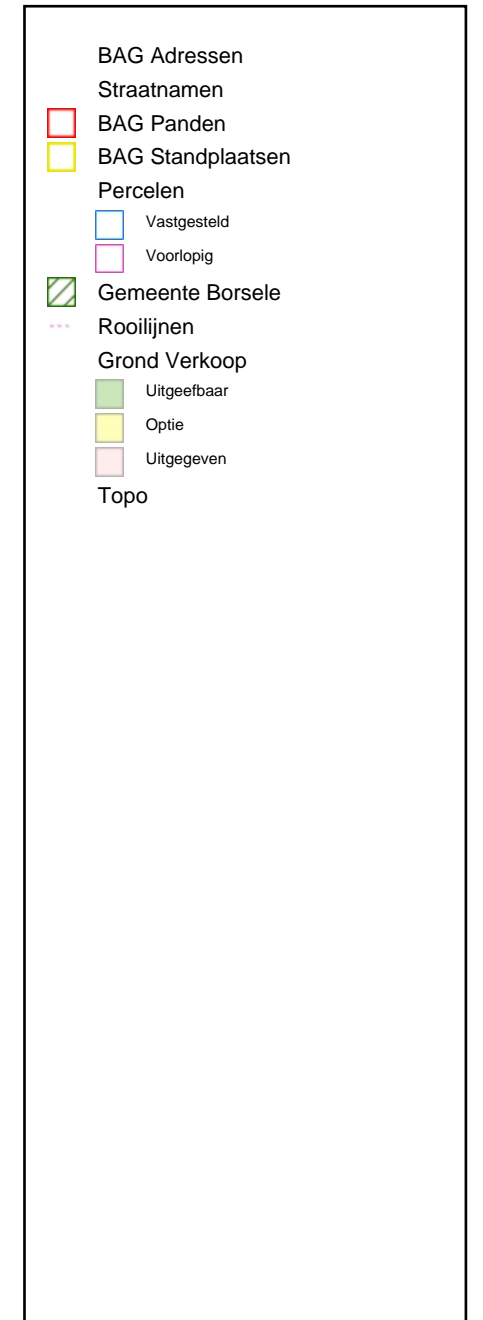 BAG Adressen
Straatnamen
BAG Panden
BAG Standplaatsen
Percelen
Vastgesteld
Voorlopig
Gemeente Borsele
Rooilijnen
Grond Verkoop
Uitgeefbaar
Optie
Uitgegeven
Topo